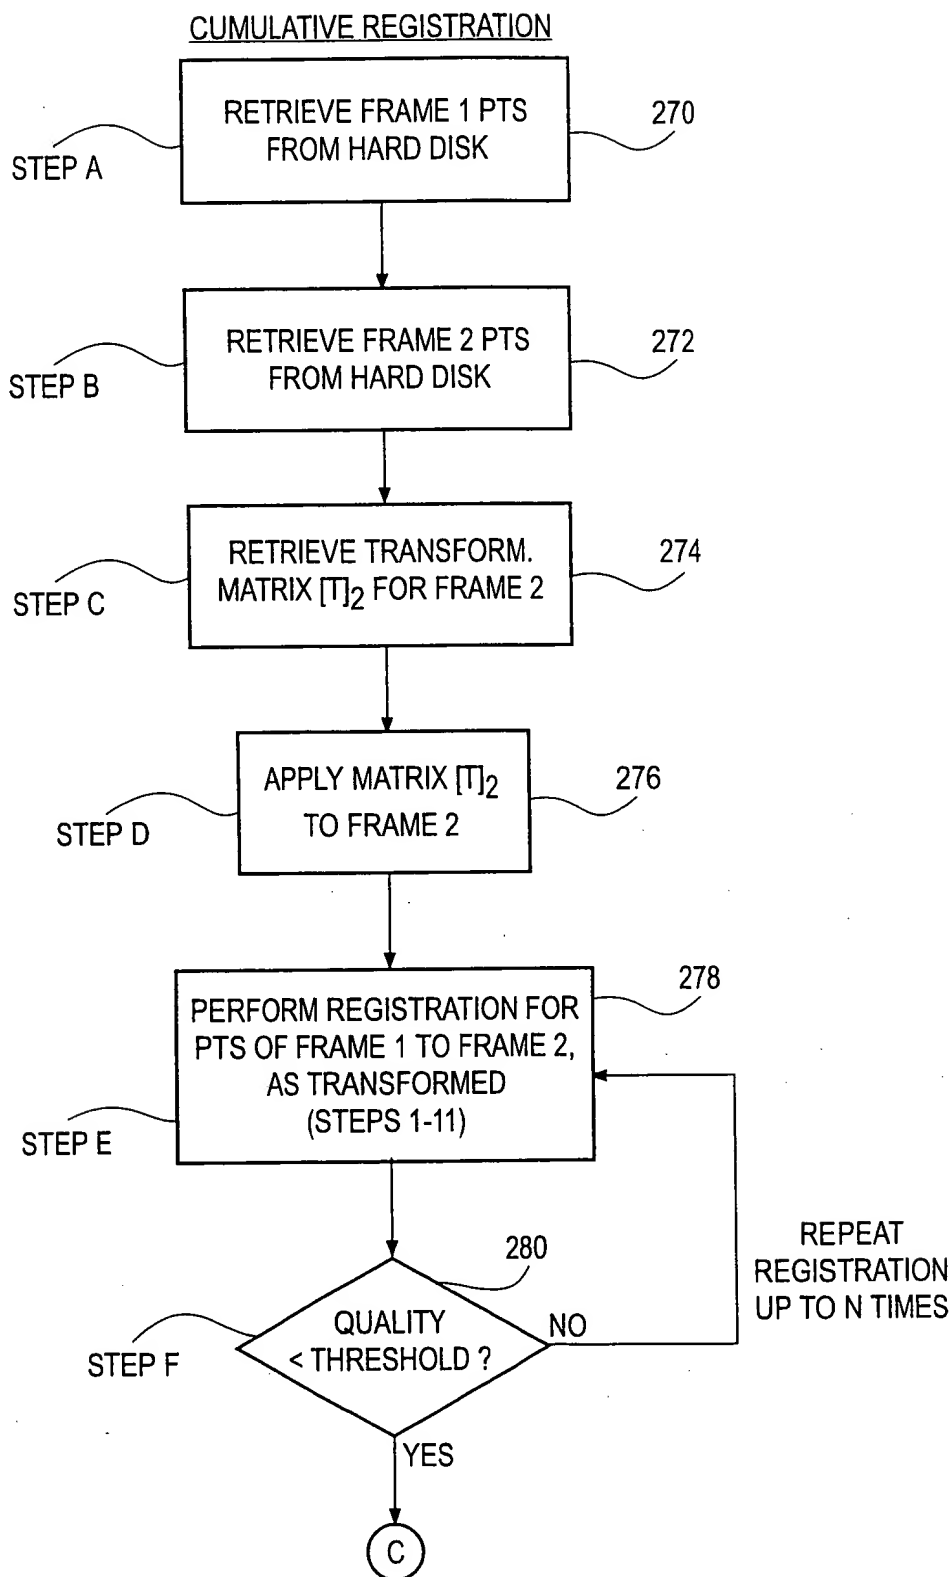 CUMULATIVE REGISTRATION
RETRIEVE FRAME 1 PTS
FROM HARD DISK
270
STEP A
RETRIEVE FRAME 2 PTS
FROM HARD DISK
272
STEP B
RETRIEVE TRANSFORM.
MATRIX [T]2 FOR FRAME 2
274
STEP C
APPLY MATRIX [T]2
TO FRAME 2
276
STEP D
PERFORM REGISTRATION FOR
PTS OF FRAME 1 TO FRAME 2,
AS TRANSFORMED
(STEPS 1-11)
278
STEP E
QUALITY
< THRESHOLD ?
280
STEP F
NO
REPEAT
REGISTRATION
UP TO N TIMES
YES
C